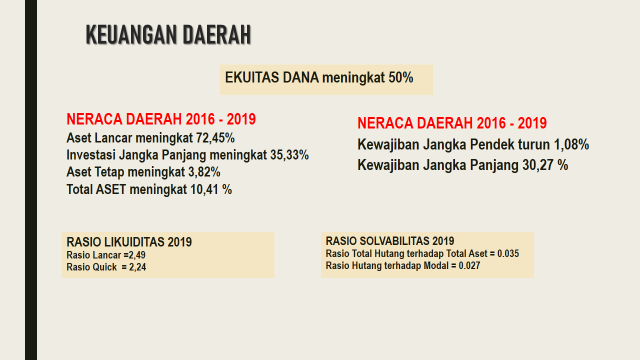 KEUANGAN DAERAH
EKUITAS DANA meningkat 50%
NERACA DAERAH 2016 - 2019
Aset Lancar meningkat 72,45%
Investasi Jangka Panjang meningkat 35,33%
Aset Tetap meningkat 3,82%
Total ASET meningkat 10,41 %
NERACA DAERAH 2016 - 2019
Kewajiban Jangka Pendek turun 1,08%
Kewajiban Jangka Panjang 30,27 %
RASIO LIKUIDITAS 2019
Rasio Lancar =2,49
Rasio Quick = 2,24
RASIO SOLVABILITAS 2019
Rasio Total Hutang terhadap Total Aset = 0.035
Rasio Hutang terhadap Modal = 0.027